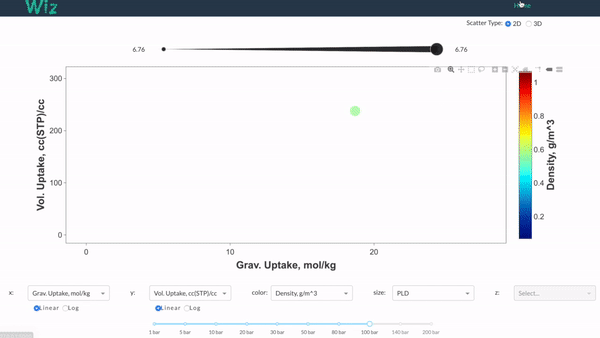 Wiz
Home
Scatter Type: 2D 3D
6.76 6.76
300
200
100
0
Vol. Uptake, cc(STP)/cc
0 10 20
Grav. Uptake, mol/kg
1
0.8
0.6
0.4
0.2
Density, g/m^3
x: Grav. Uptake, mol/kg y: Vol. Uptake, cc(STP)/cc color: Density, g/m^3 size: PLD z: Select...
Linear Log Linear Log
1 bar 5 bar 10 bar 20 bar 30 bar 50 bar 80 bar 100 bar 140 bar 200 bar